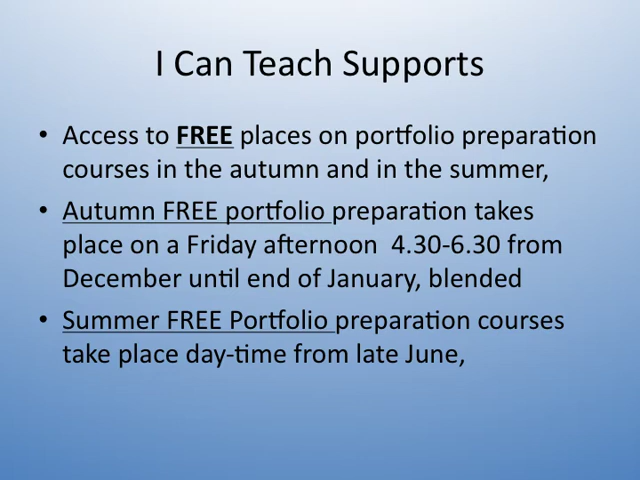 I Can Teach Supports
• Access to FREE places on portfolio preparation
courses in the autumn and in the summer,
• Autumn FREE portfolio preparation takes
place on a Friday afternoon  4.30-6.30 from
December until end of January, blended
• Summer FREE Portfolio preparation courses
take place day-time from late June,